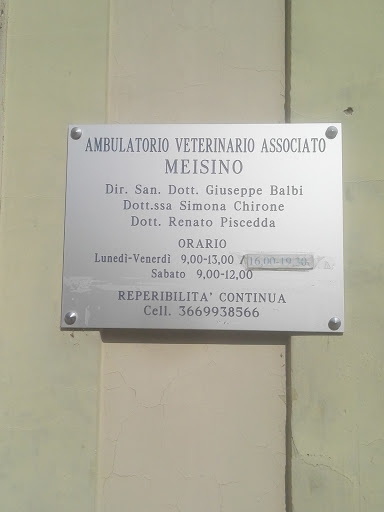 AMBULATORIO VETERINARIO ASSOCIATO
MEISINO
Dir. San. Dott. Giuseppe Balbi
Dott.ssa Simona Chirone
Dott. Renato Piscedda
ORARIO
Lunedì-Venerdì 9,00-13,00 / 16.00-19.30
Sabato 9,00-12,00
REPERIBILITA' CONTINUA
Cell. 3669938566